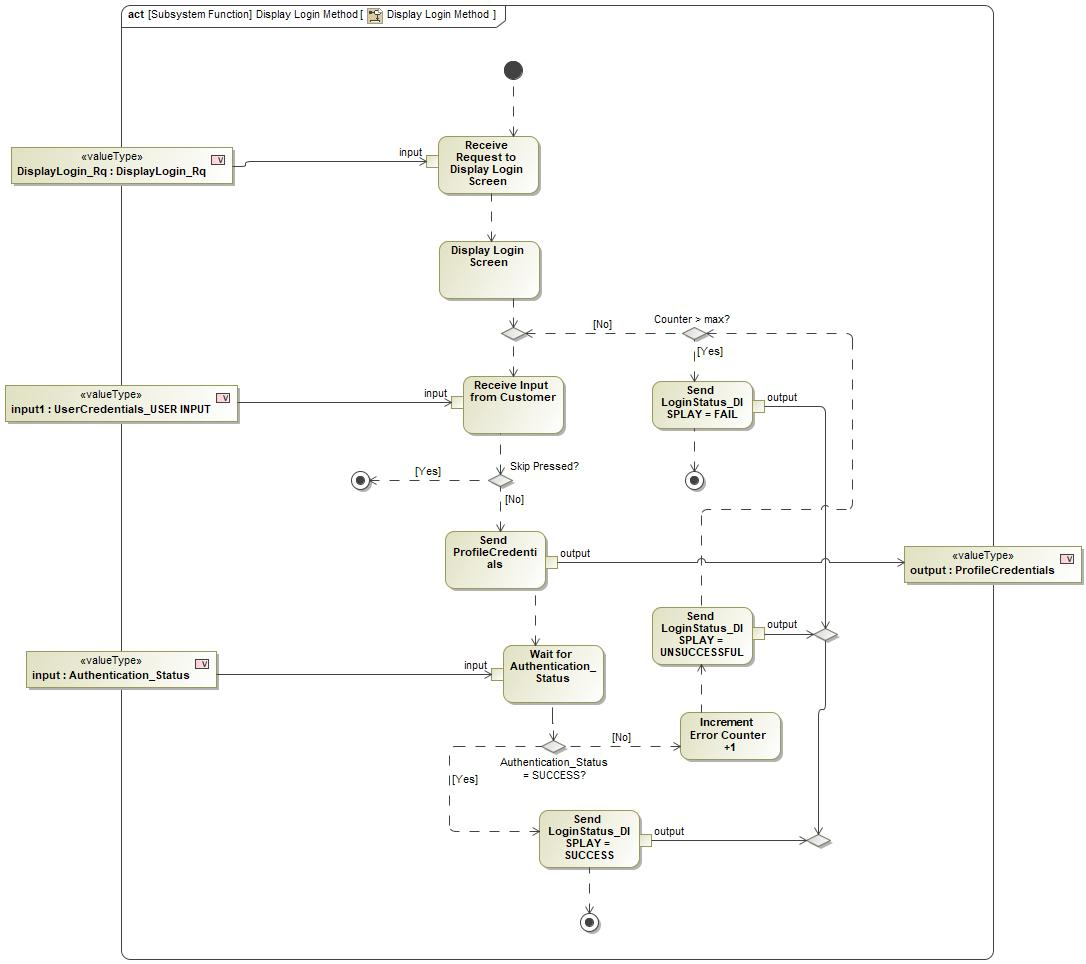 act [Subsystem Function] Display Login Method [ Display Login Method ]
«valueType»
DisplayLogin_Rq : DisplayLogin_Rq
V
input
Receive
Request to
Display Login
Screen
Display Login
Screen
[No]
Counter > max?
[Yes]
«valueType»
input1 : UserCredentials_USER INPUT
V
input
Receive Input
from Customer
Send
LoginStatus_DI
SPLAY = FAIL
output
[Yes]
Skip Pressed?
[No]
Send
ProfileCredenti
als
output
«valueType»
output : ProfileCredentials
V
Send
LoginStatus_DI
SPLAY =
UNSUCCESSFUL
output
«valueType»
input : Authentication_Status
V
input
Wait for
Authentication_
Status
Increment
Error Counter
+1
[No]
Authentication_Status
= SUCCESS?
[Yes]
Send
LoginStatus_DI
SPLAY =
SUCCESS
output